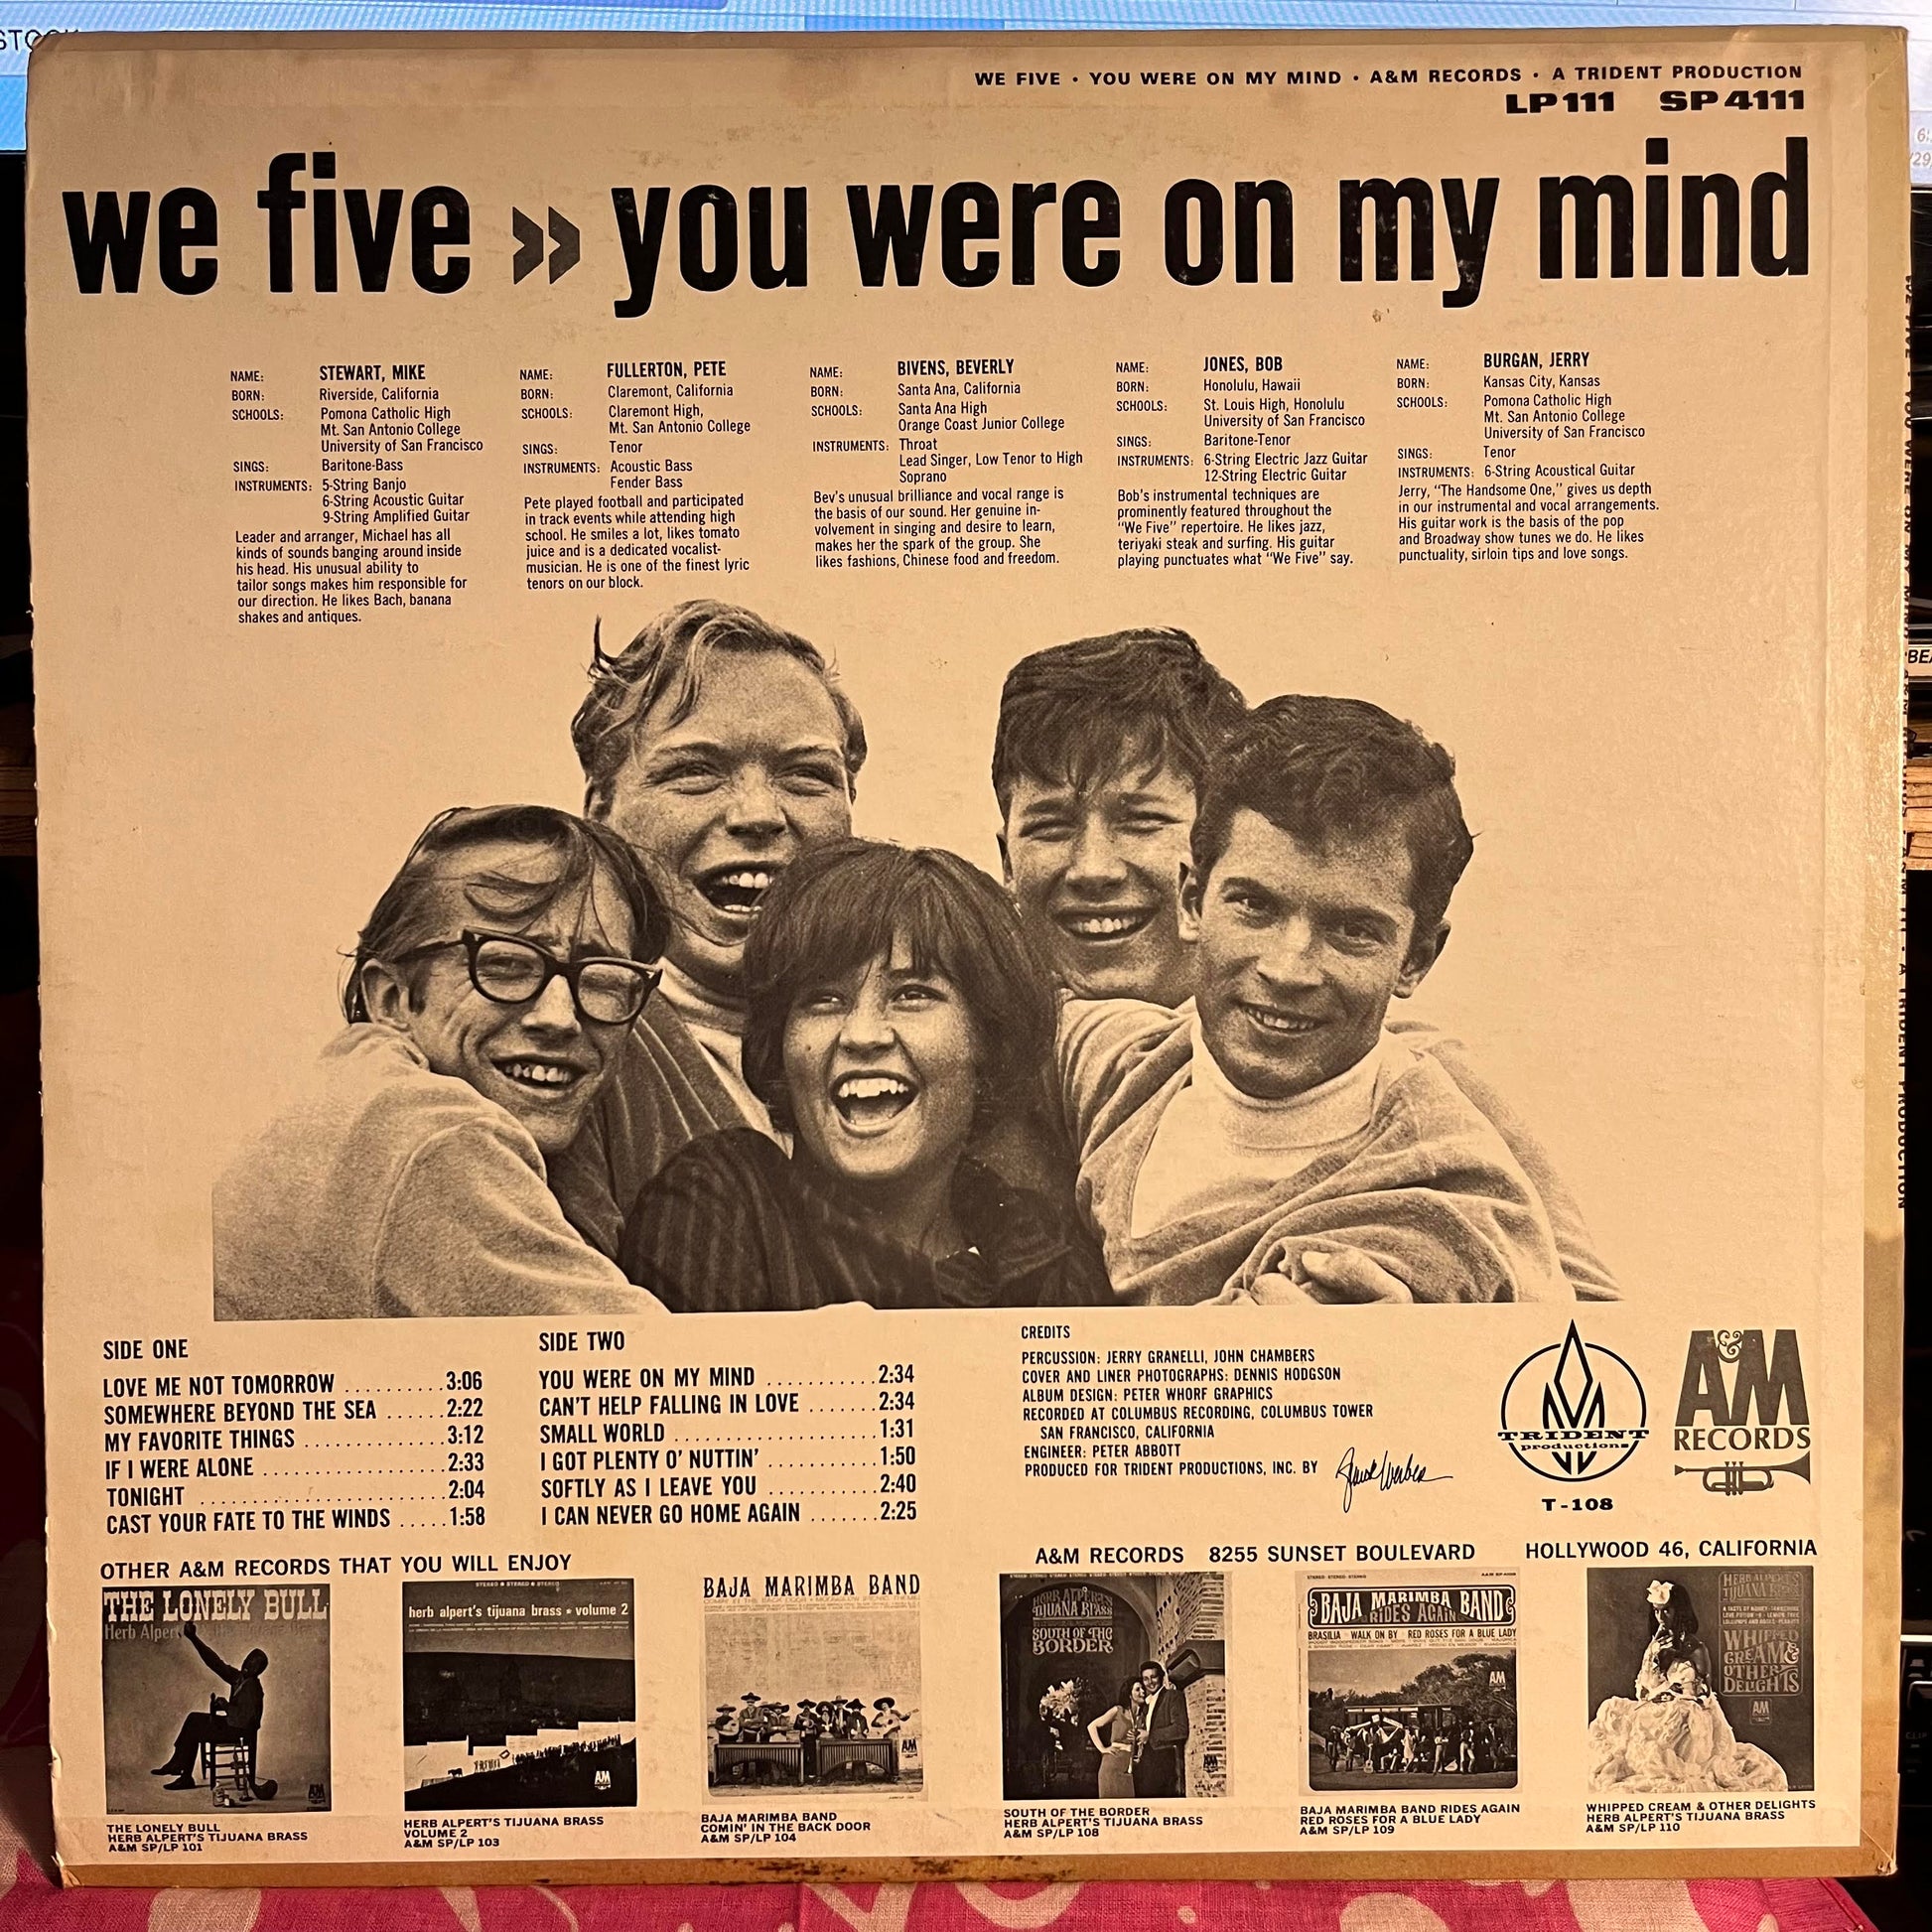 WE FIVE · YOU WERE ON MY MIND · A&M RECORDS · A TRIDENT PRODUCTION
LP 111 SP 4111
we five » you were on my mind
NAME: STEWART, MIKE
BORN: Riverside, California
SCHOOLS: Pomona Catholic High
Mt. San Antonio College
University of San Francisco
SINGS: Baritone-Bass
INSTRUMENTS: 5-String Banjo
6-String Acoustic Guitar
9-String Amplified Guitar
Leader and arranger, Michael has all
kinds of sounds banging around inside
his head. His unusual ability to
tailor songs makes him responsible for
our direction. He likes Bach, banana
shakes and antiques.
NAME: FULLERTON, PETE
BORN: Claremont, California
SCHOOLS: Claremont High,
Mt. San Antonio College
SINGS: Tenor
INSTRUMENTS: Acoustic Bass
Fender Bass
Pete played football and participated
in track events while attending high
school. He smiles a lot, likes tomato
juice and is a dedicated vocalist-
musician. He is one of the finest lyric
tenors on our block.
NAME: BIVENS, BEVERLY
BORN: Santa Ana, California
SCHOOLS: Santa Ana High
Orange Coast Junior College
INSTRUMENTS: Throat
Lead Singer, Low Tenor to High
Soprano
Bev's unusual brilliance and vocal range is
the basis of our sound. Her genuine in-
volvement in singing and desire to learn,
makes her the spark of the group. She
likes fashions, Chinese food and freedom.
NAME: JONES, BOB
BORN: Honolulu, Hawaii
SCHOOLS: St. Louis High, Honolulu
University of San Francisco
SINGS: Baritone-Tenor
INSTRUMENTS: 6-String Electric Jazz Guitar
12-String Electric Guitar
Bob's instrumental techniques are
prominently featured throughout the
"We Five" repertoire. He likes jazz,
teriyaki steak and surfing. His guitar
playing punctuates what "We Five" say.
NAME: BURGAN, JERRY
BORN: Kansas City, Kansas
SCHOOLS: Pomona Catholic High
Mt. San Antonio College
University of San Francisco
SINGS: Tenor
INSTRUMENTS: 6-String Acoustical Guitar
Jerry, "The Handsome One," gives us depth
in our instrumental and vocal arrangements.
His guitar work is the basis of the pop
and Broadway show tunes we do. He likes
punctuality, sirloin tips and love songs.
SIDE ONE
LOVE ME NOT TOMORROW ..........3:06
SOMEWHERE BEYOND THE SEA ......2:22
MY FAVORITE THINGS ..............3:12
IF I WERE ALONE ..................2:33
TONIGHT ........................2:04
CAST YOUR FATE TO THE WINDS .....1:58
SIDE TWO
YOU WERE ON MY MIND ...........2:34
CAN'T HELP FALLING IN LOVE .......2:34
SMALL WORLD ....................1:31
I GOT PLENTY O' NUTTIN' ...........1:50
SOFTLY AS I LEAVE YOU ............2:40
I CAN NEVER GO HOME AGAIN .......2:25
CREDITS
PERCUSSION: JERRY GRANELLI, JOHN CHAMBERS
COVER AND LINER PHOTOGRAPHS: DENNIS HODGSON
ALBUM DESIGN: PETER WHORF GRAPHICS
RECORDED AT COLUMBUS RECORDING, COLUMBUS TOWER
SAN FRANCISCO, CALIFORNIA
ENGINEER: PETER ABBOTT
PRODUCED FOR TRIDENT PRODUCTIONS, INC. BY
TRIDENT
productions
T-108
A&M
RECORDS
OTHER A&M RECORDS THAT YOU WILL ENJOY
A&M RECORDS 8255 SUNSET BOULEVARD HOLLYWOOD 46, CALIFORNIA
THE LONELY BULL
Herb Alpert
herb alpert's tijuana brass • volume 2
BAJA MARIMBA BAND
HERB ALPERT'S
TIJUANA BRASS
SOUTH OF THE
BORDER
BAJA MARIMBA BAND
RIDES AGAIN
BRASILIA WALK ON BY RED ROSES FOR A BLUE LADY
HERB ALPERT'S
TIJUANA BRASS
WHIPPED
CREAM &
OTHER
DELIGHTS
THE LONELY BULL
HERB ALPERT'S TIJUANA BRASS
A&M SP/LP 101
HERB ALPERT'S TIJUANA BRASS
VOLUME 2
A&M SP/LP 103
BAJA MARIMBA BAND
COMIN' IN THE BACK DOOR
A&M SP/LP 104
SOUTH OF THE BORDER
HERB ALPERT'S TIJUANA BRASS
A&M SP/LP 108
BAJA MARIMBA BAND RIDES AGAIN
RED ROSES FOR A BLUE LADY
A&M SP/LP 109
WHIPPED CREAM & OTHER DELIGHTS
HERB ALPERT'S TIJUANA BRASS
A&M SP/LP 110